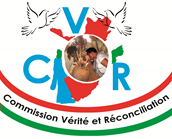 V
C R
Commission Vérité et Réconciliation